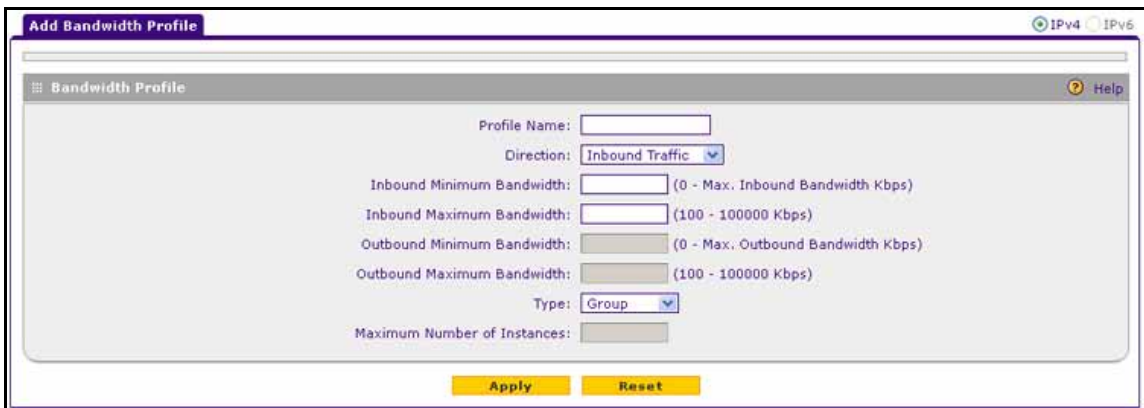 Add Bandwidth Profile IPv4 IPv6
Bandwidth Profile ? Help
Profile Name:
Direction: Inbound Traffic
Inbound Minimum Bandwidth: (0 - Max. Inbound Bandwidth Kbps)
Inbound Maximum Bandwidth: (100 - 100000 Kbps)
Outbound Minimum Bandwidth: (0 - Max. Outbound Bandwidth Kbps)
Outbound Maximum Bandwidth: (100 - 100000 Kbps)
Type: Group
Maximum Number of Instances:
Apply Reset